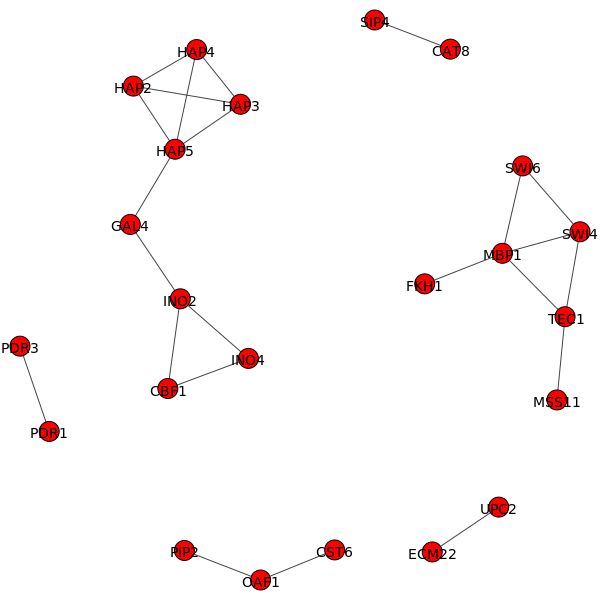 SIP4
CAT8
HAP4
HAP2
HAP3
HAP5
SWI6
GAL4
SWI4
MBP1
FKH1
INO2
TEC1
PDR3
INO4
CBF1
MSS11
PDR1
UPC2
PIP2
CST6
ECM22
OAF1